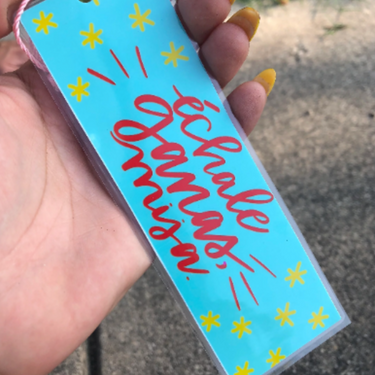 échale
ganas,
mija.